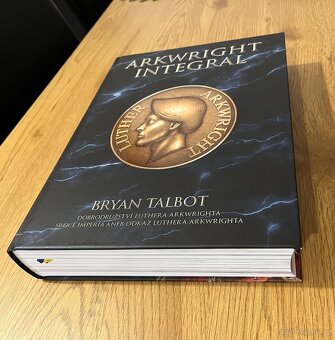 ARKWRIGHT
INTEGRAL
LUTHER ARKWRIGHT
BRYAN TALBOT
DOBRODRUŽSTVÍ LUTHERA ARKWRIGHTA
SRDCE IMPÉRIA ANEB ODKAZ LUTHERA ARKWRIGHTA